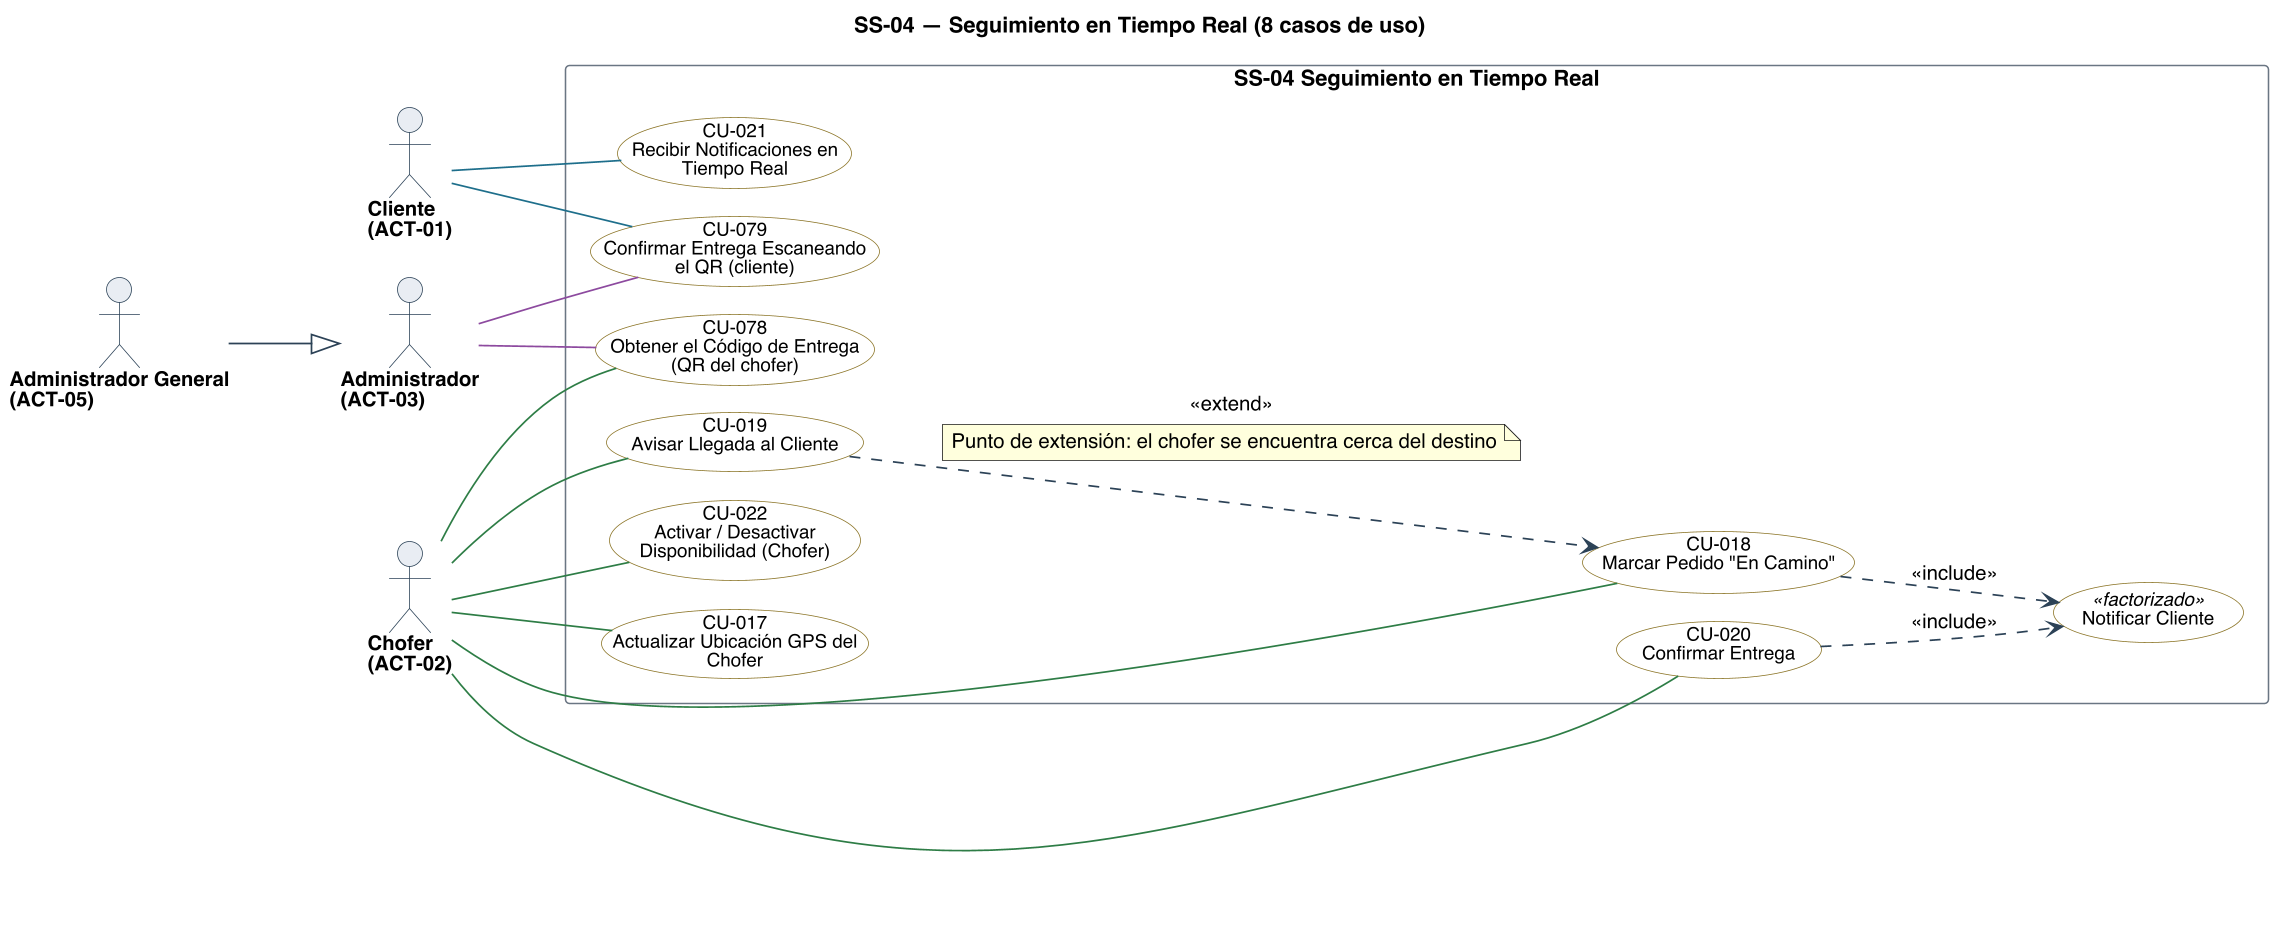 SS-04 — Seguimiento en Tiempo Real (8 casos de uso)
SS-04 Seguimiento en Tiempo Real
Cliente
(ACT-01)
Administrador General
(ACT-05)
Administrador
(ACT-03)
Chofer
(ACT-02)
CU-021
Recibir Notificaciones en
Tiempo Real
CU-079
Confirmar Entrega Escaneando
el QR (cliente)
CU-078
Obtener el Código de Entrega
(QR del chofer)
CU-019
Avisar Llegada al Cliente
CU-022
Activar / Desactivar
Disponibilidad (Chofer)
CU-017
Actualizar Ubicación GPS del
Chofer
«extend»
Punto de extensión: el chofer se encuentra cerca del destino
CU-018
Marcar Pedido "En Camino"
CU-020
Confirmar Entrega
«include»
«include»
«factorizado»
Notificar Cliente